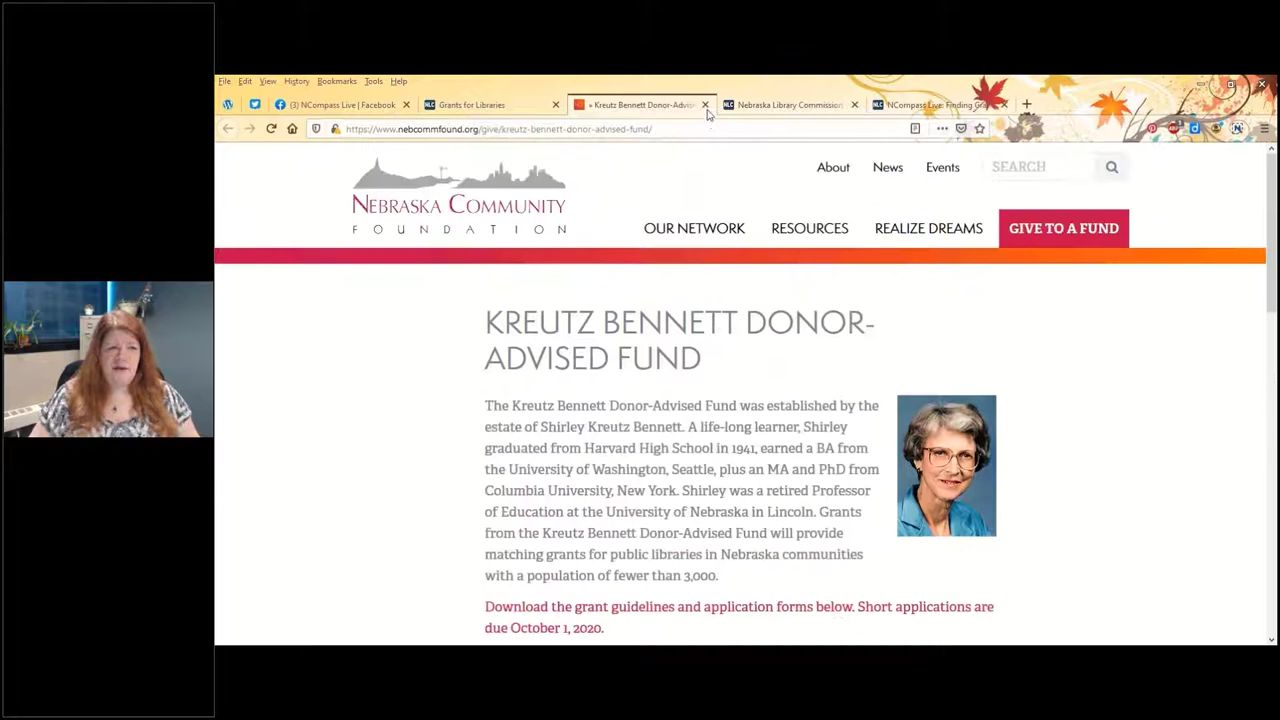 File Edit View History Bookmarks Tools Help
(3) NCompass Live | Facebook
Grants for Libraries
» Kreutz Bennett Donor-Advis
Nebraska Library Commission
NCompass Live: Finding Gra
https://www.nebcommfound.org/give/kreutz-bennett-donor-advised-fund/
NEBRASKA COMMUNITY
FOUNDATION
About News Events SEARCH
OUR NETWORK RESOURCES REALIZE DREAMS GIVE TO A FUND
KREUTZ BENNETT DONOR-
ADVISED FUND
The Kreutz Bennett Donor-Advised Fund was established by the
estate of Shirley Kreutz Bennett. A life-long learner, Shirley
graduated from Harvard High School in 1941, earned a BA from
the University of Washington, Seattle, plus an MA and PhD from
Columbia University, New York. Shirley was a retired Professor
of Education at the University of Nebraska in Lincoln. Grants
from the Kreutz Bennett Donor-Advised Fund will provide
matching grants for public libraries in Nebraska communities
with a population of fewer than 3,000.
Download the grant guidelines and application forms below. Short applications are
due October 1, 2020.